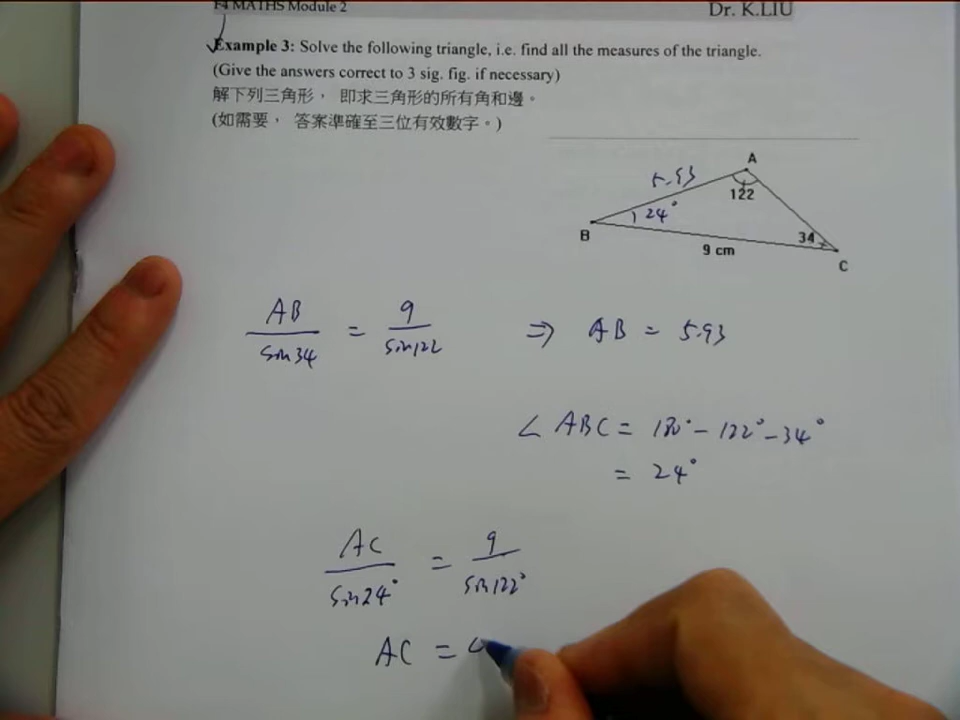 F4 MATHS Module 2 Dr. K.LIU
Example 3: Solve the following triangle, i.e. find all the measures of the triangle.
(Give the answers correct to 3 sig. fig. if necessary)
解下列三角形， 即求三角形的所有角和邊。
(如需要， 答案準確至三位有效數字。)
A
5.93
122
24°
B
34
9 cm
C
AB / sin34 = 9 / sin122 ⇒ AB = 5.93
∠ ABC = 180° - 122° - 34°
= 24°
AC / sin24° = 9 / sin122°
AC =